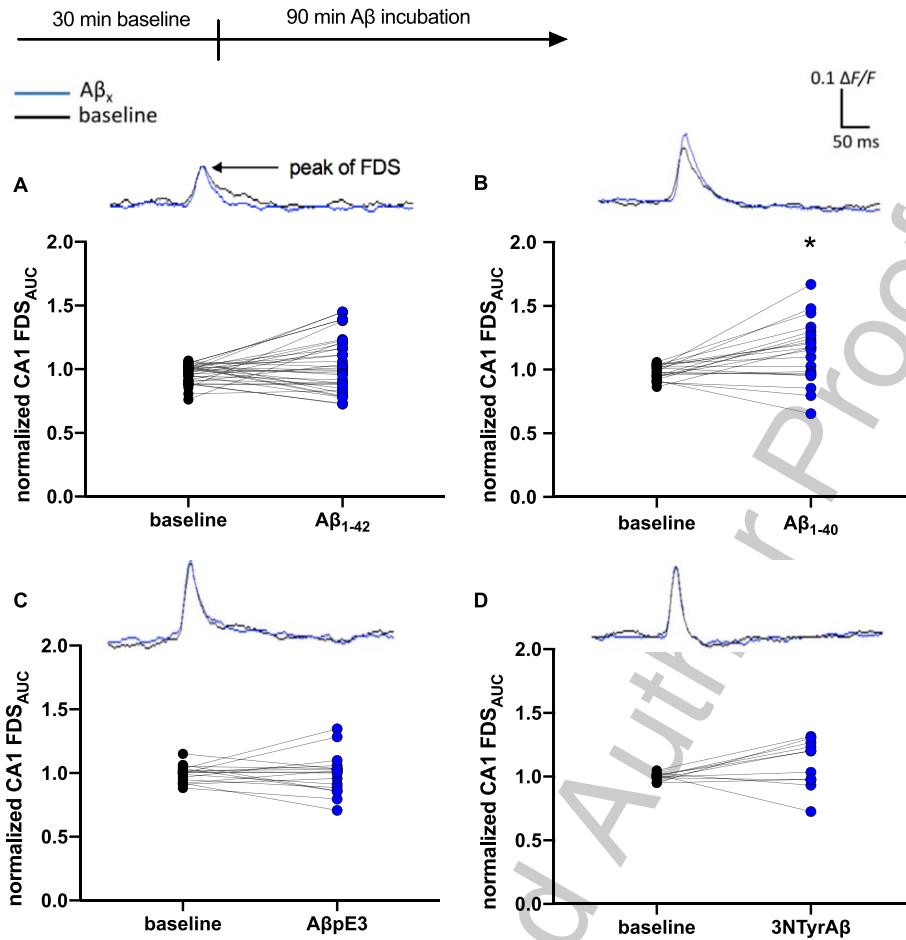 30 min baseline 90 min Aβ incubation
Aβx
baseline
0.1 ΔF/F
50 ms
A
peak of FDS
B
normalized CA1 FDSAUC
2.0
1.5
1.0
0.5
0.0
baseline Aβ1-42
normalized CA1 FDSAUC
2.0
1.5
1.0
0.5
0.0
*
baseline Aβ1-40
C
normalized CA1 FDSAUC
2.0
1.5
1.0
0.5
0.0
baseline AβpE3
D
normalized CA1 FDSAUC
2.0
1.5
1.0
0.5
0.0
baseline 3NTyrAβ
d Author Proof